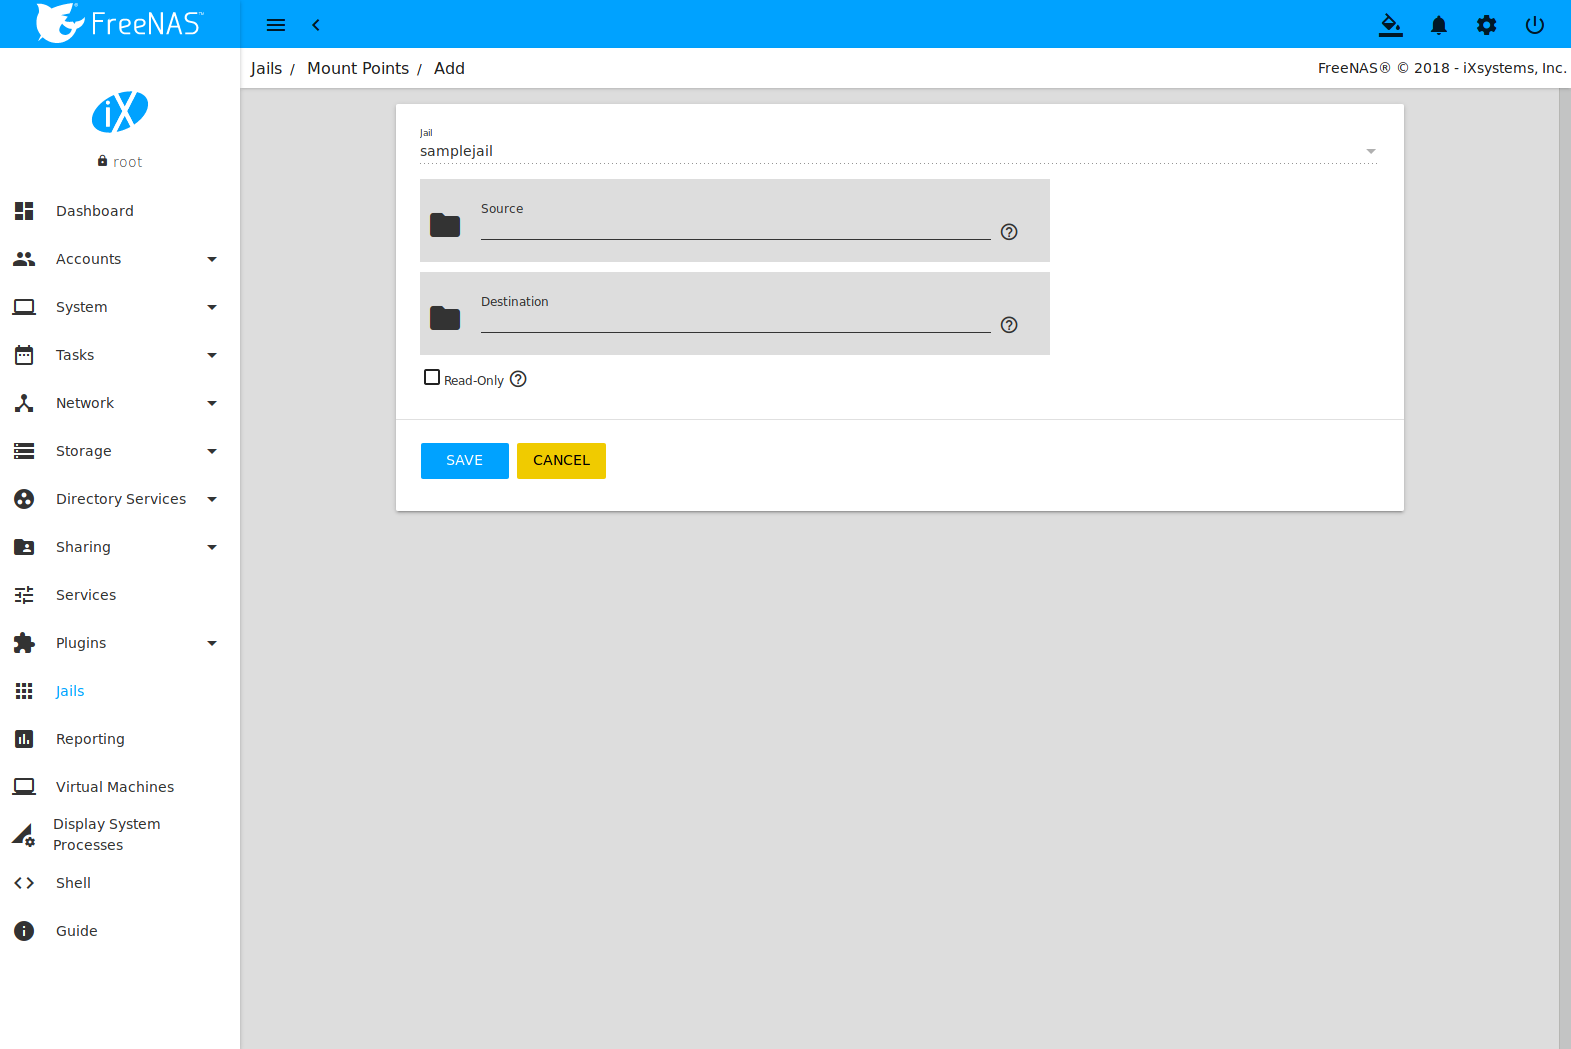 FreeNAS™
Jails / Mount Points / Add
FreeNAS® © 2018 - iXsystems, Inc.
iX
root
Dashboard
Accounts
System
Tasks
Network
Storage
Directory Services
Sharing
Services
Plugins
Jails
Reporting
Virtual Machines
Display System
Processes
Shell
Guide
Jail
samplejail
Source
Destination
Read-Only
SAVE CANCEL